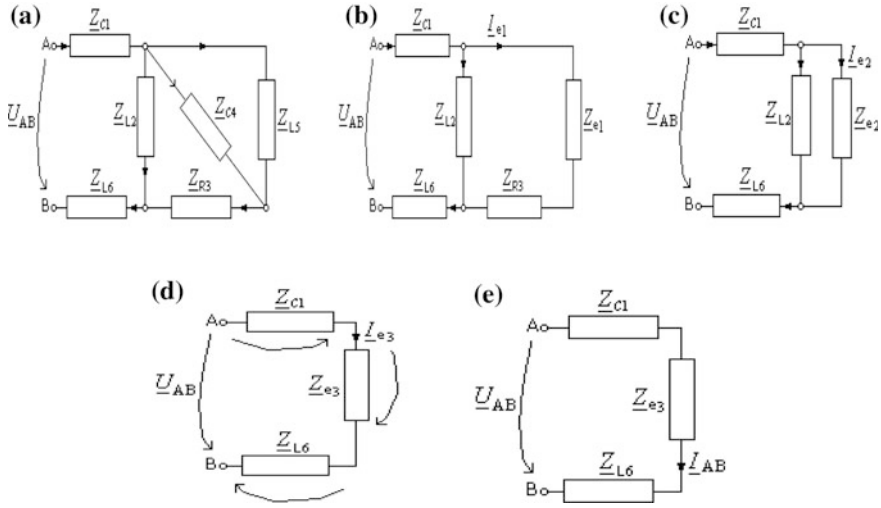 (a)
A
Z_C1
U_AB
Z_L2
Z_C4
Z_L5
B
Z_L6
Z_R3
(b)
A
Z_C1
I_e1
U_AB
Z_L2
Z_e1
B
Z_L6
Z_R3
(c)
A
Z_C1
I_e2
U_AB
Z_L2
Z_e2
B
Z_L6
(d)
A
Z_C1
I_e3
U_AB
Z_e3
B
Z_L6
(e)
A
Z_C1
U_AB
Z_e3
B
Z_L6
I_AB